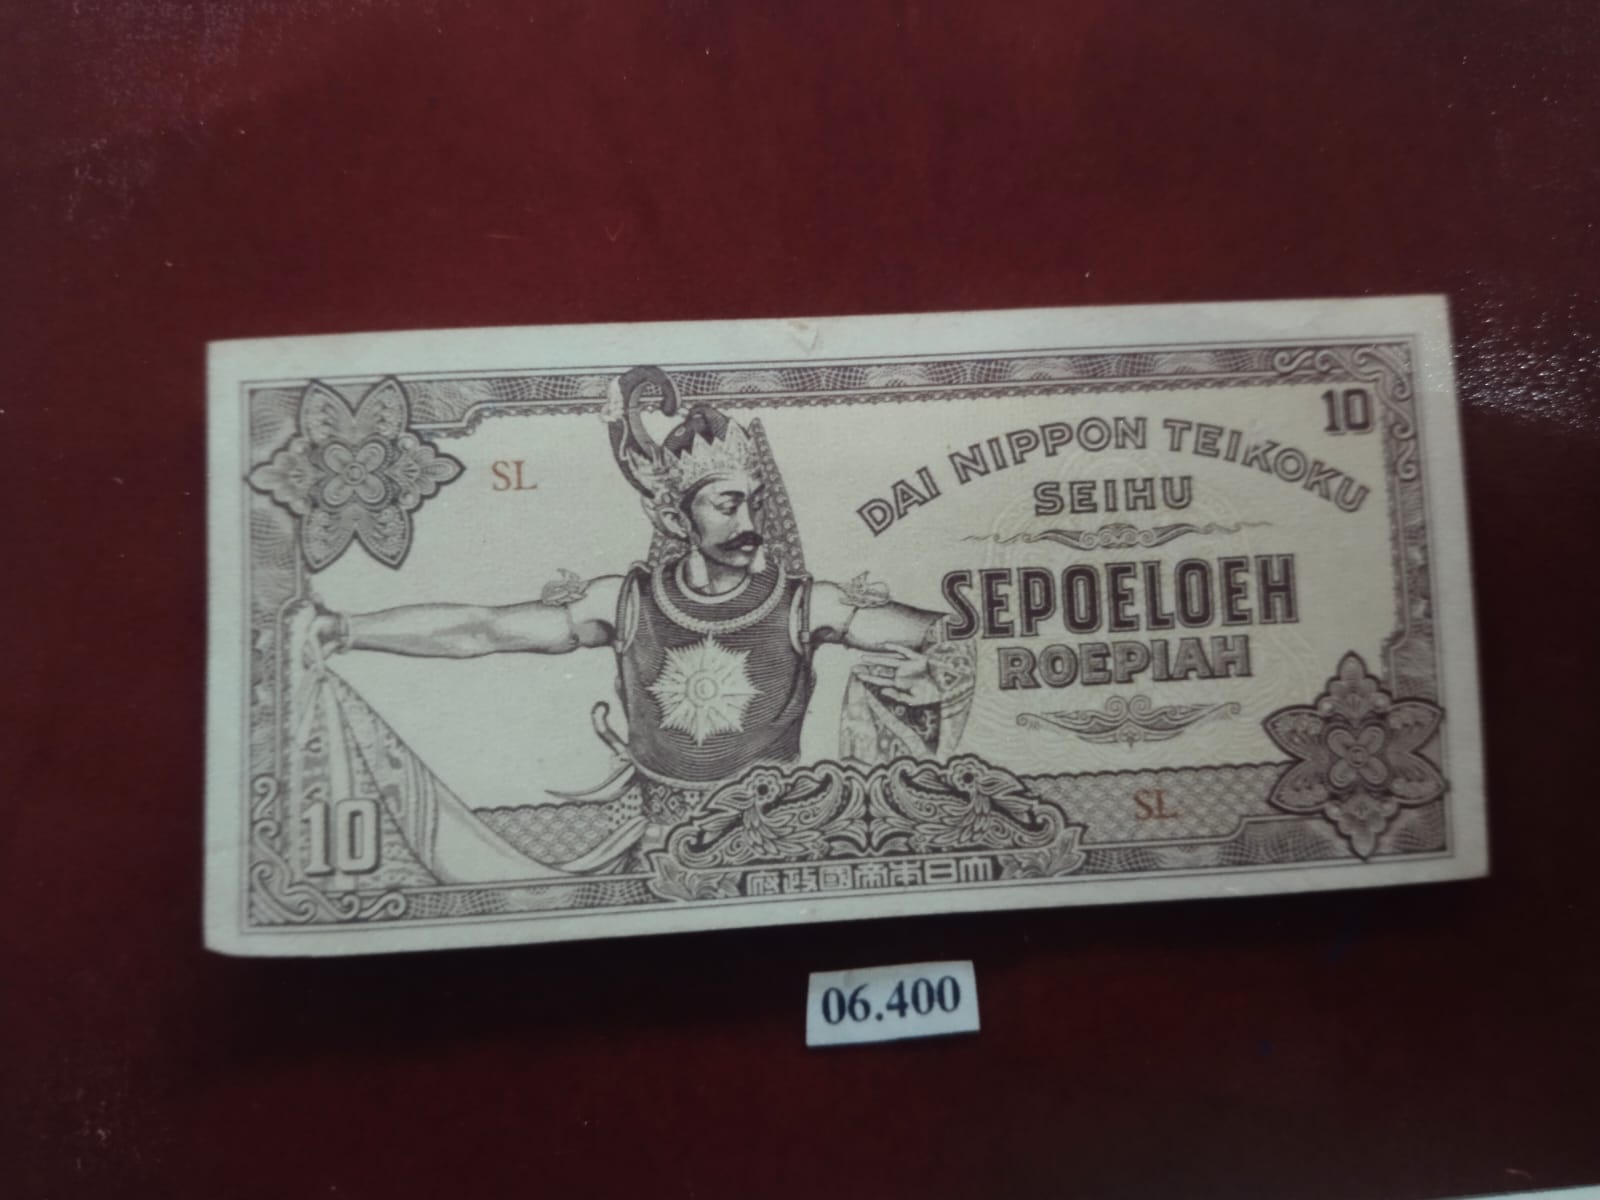 10
SL
DAI NIPPON TEIKOKU
SEIHU
SEPOELOEH
ROEPIAH
SL
10
府政國帝本日大
06.400